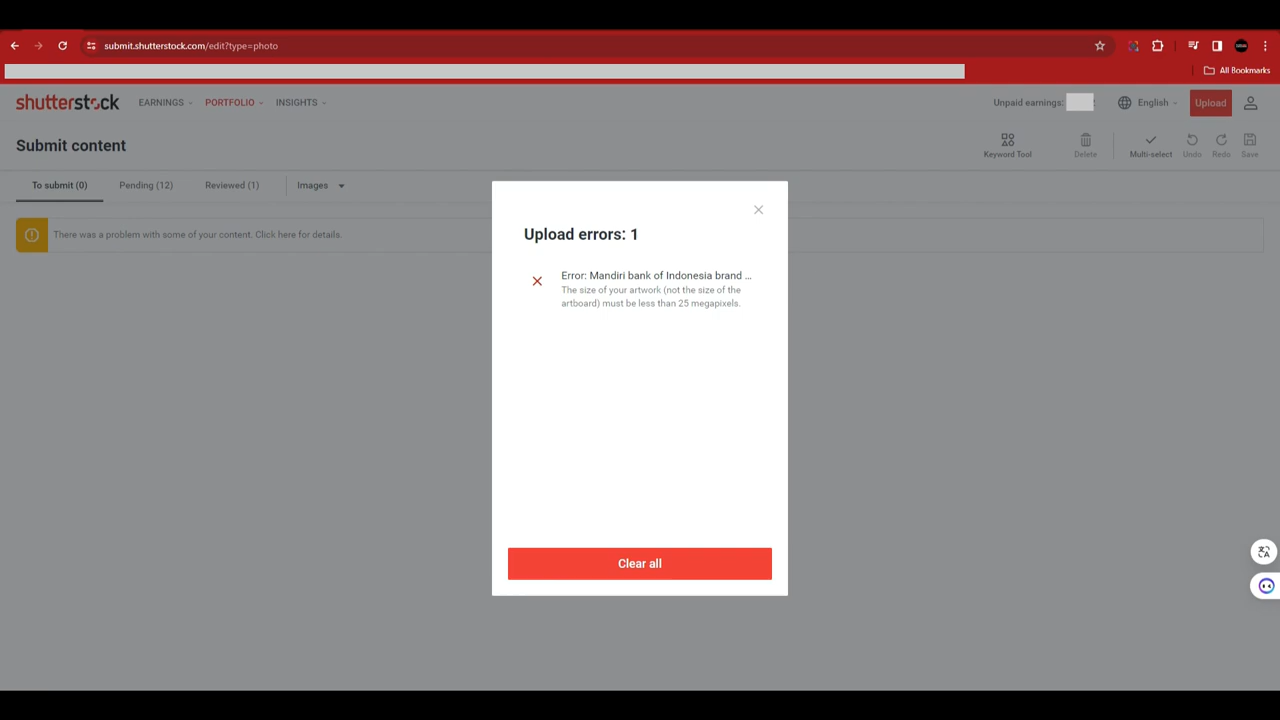 submit.shutterstock.com/edit?type=photo
All Bookmarks
shutterstock EARNINGS PORTFOLIO INSIGHTS Unpaid earnings: English Upload
Submit content Keyword Tool Delete Multi-select Undo Redo Save
To submit (0) Pending (12) Reviewed (1) Images
There was a problem with some of your content. Click here for details.
Upload errors: 1
Error: Mandiri bank of Indonesia brand ...
The size of your artwork (not the size of the
artboard) must be less than 25 megapixels.
Clear all